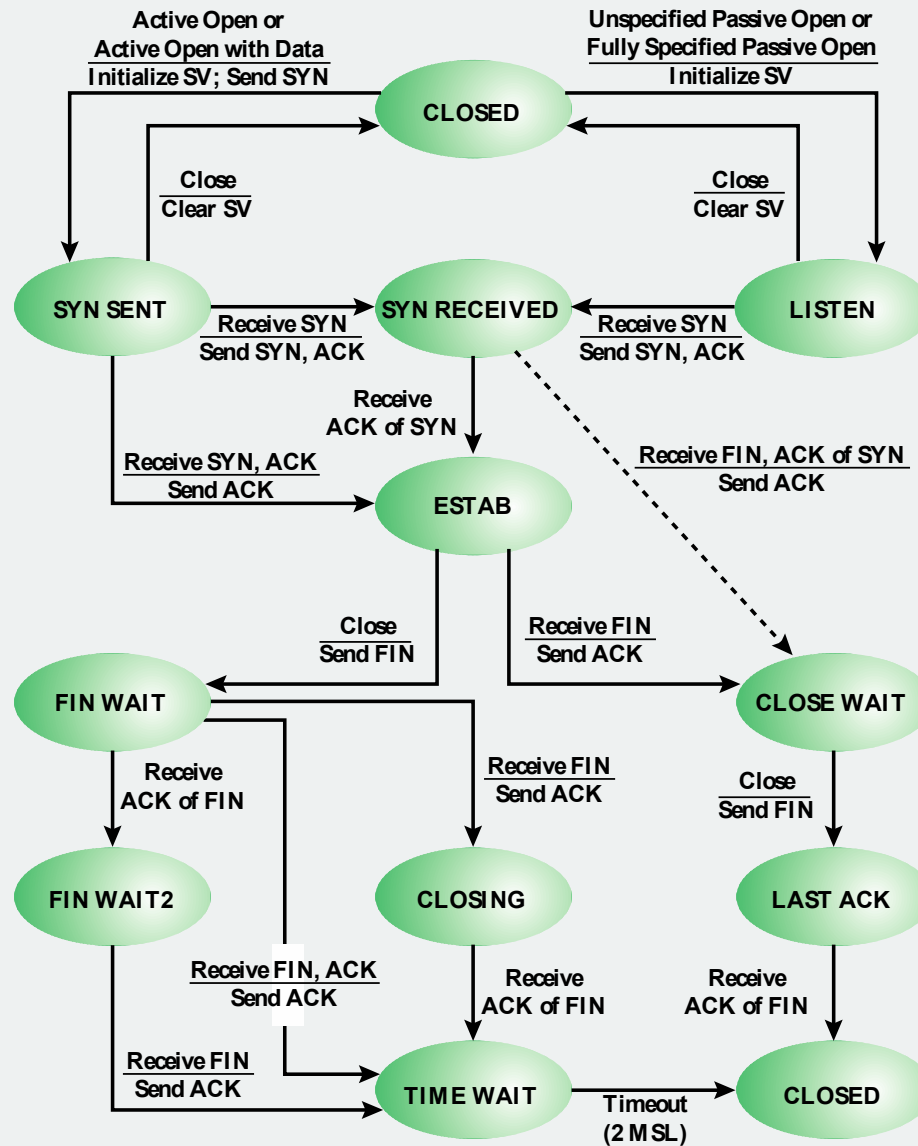 Active Open or
Active Open with Data
Initialize SV; Send SYN
Unspecified Passive Open or
Fully Specified Passive Open
Initialize SV
CLOSED
Close
Clear SV
Close
Clear SV
SYN SENT
SYN RECEIVED
LISTEN
Receive SYN
Send SYN, ACK
Receive SYN
Send SYN, ACK
Receive
ACK of SYN
Receive SYN, ACK
Send ACK
Receive FIN, ACK of SYN
Send ACK
ESTAB
Close
Send FIN
Receive FIN
Send ACK
FIN WAIT
CLOSE WAIT
Receive
ACK of FIN
Receive FIN
Send ACK
Close
Send FIN
FIN WAIT2
CLOSING
LAST ACK
Receive FIN, ACK
Send ACK
Receive
ACK of FIN
Receive
ACK of FIN
Receive FIN
Send ACK
TIME WAIT
Timeout
(2 MSL)
CLOSED